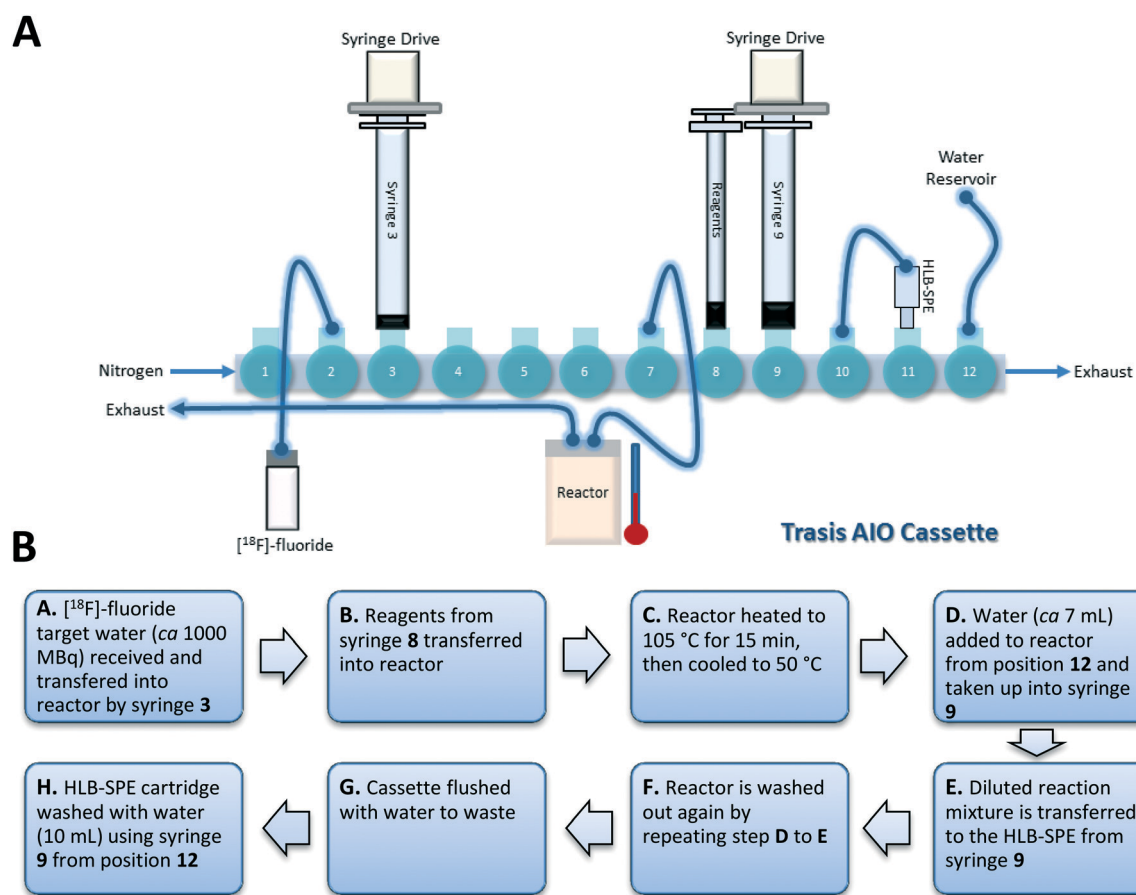 A
Syringe Drive
Syringe Drive
Syringe 3
Reagents
Syringe 9
Water
Reservoir
HLB-SPE
Nitrogen
1 2 3 4 5 6 7 8 9 10 11 12
Exhaust
Exhaust
Reactor
[¹⁸F]-fluoride
Trasis AIO Cassette
B
A. [¹⁸F]-fluoride
target water (ca 1000
MBq) received and
transfered into
reactor by syringe 3
B. Reagents from
syringe 8 transferred
into reactor
C. Reactor heated to
105 °C for 15 min,
then cooled to 50 °C
D. Water (ca 7 mL)
added to reactor
from position 12 and
taken up into syringe
9
E. Diluted reaction
mixture is transferred
to the HLB-SPE from
syringe 9
F. Reactor is washed
out again by
repeating step D to E
G. Cassette flushed
with water to waste
H. HLB-SPE cartridge
washed with water
(10 mL) using syringe
9 from position 12